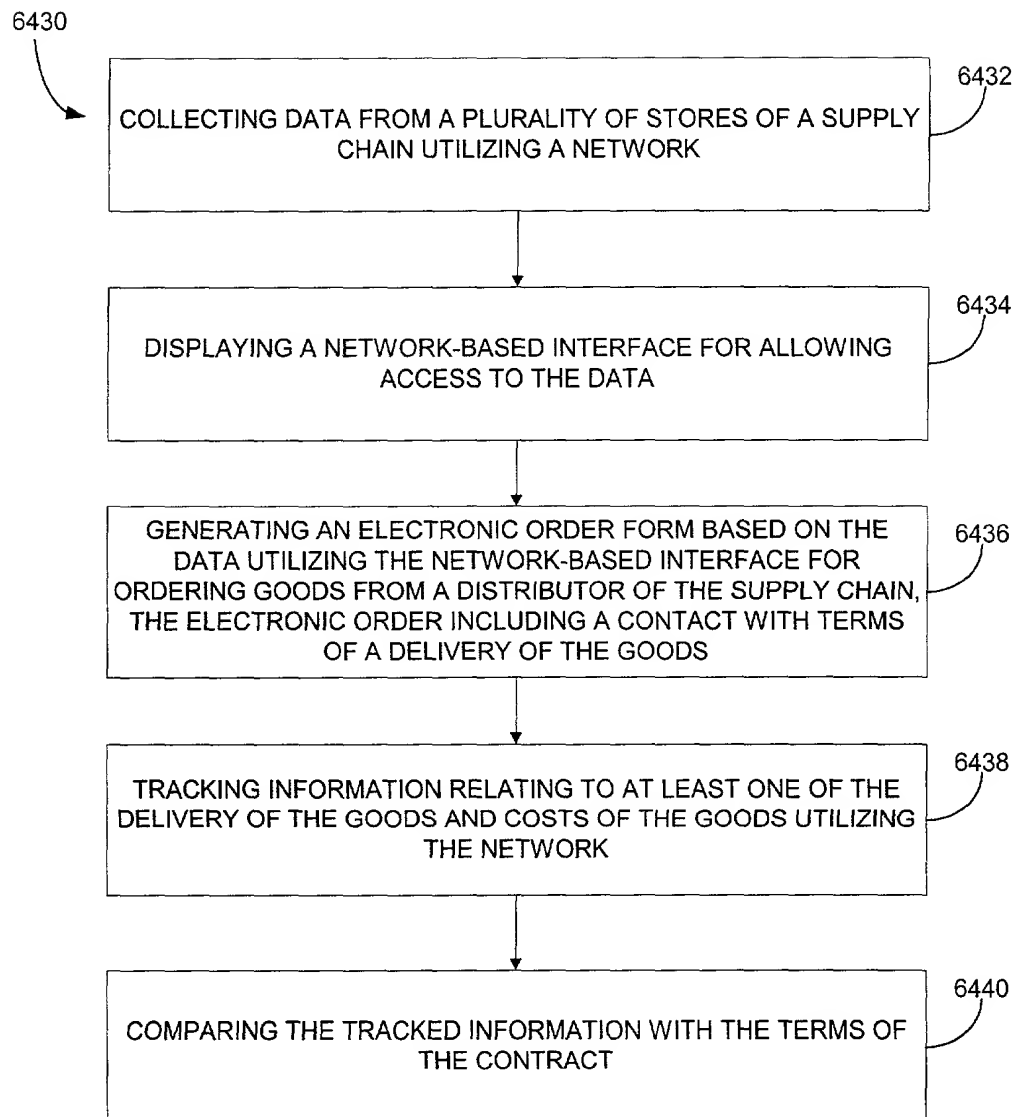 6430
6432
COLLECTING DATA FROM A PLURALITY OF STORES OF A SUPPLY
CHAIN UTILIZING A NETWORK
6434
DISPLAYING A NETWORK-BASED INTERFACE FOR ALLOWING
ACCESS TO THE DATA
6436
GENERATING AN ELECTRONIC ORDER FORM BASED ON THE
DATA UTILIZING THE NETWORK-BASED INTERFACE FOR
ORDERING GOODS FROM A DISTRIBUTOR OF THE SUPPLY CHAIN,
THE ELECTRONIC ORDER INCLUDING A CONTACT WITH TERMS
OF A DELIVERY OF THE GOODS
6438
TRACKING INFORMATION RELATING TO AT LEAST ONE OF THE
DELIVERY OF THE GOODS AND COSTS OF THE GOODS UTILIZING
THE NETWORK
6440
COMPARING THE TRACKED INFORMATION WITH THE TERMS OF
THE CONTRACT